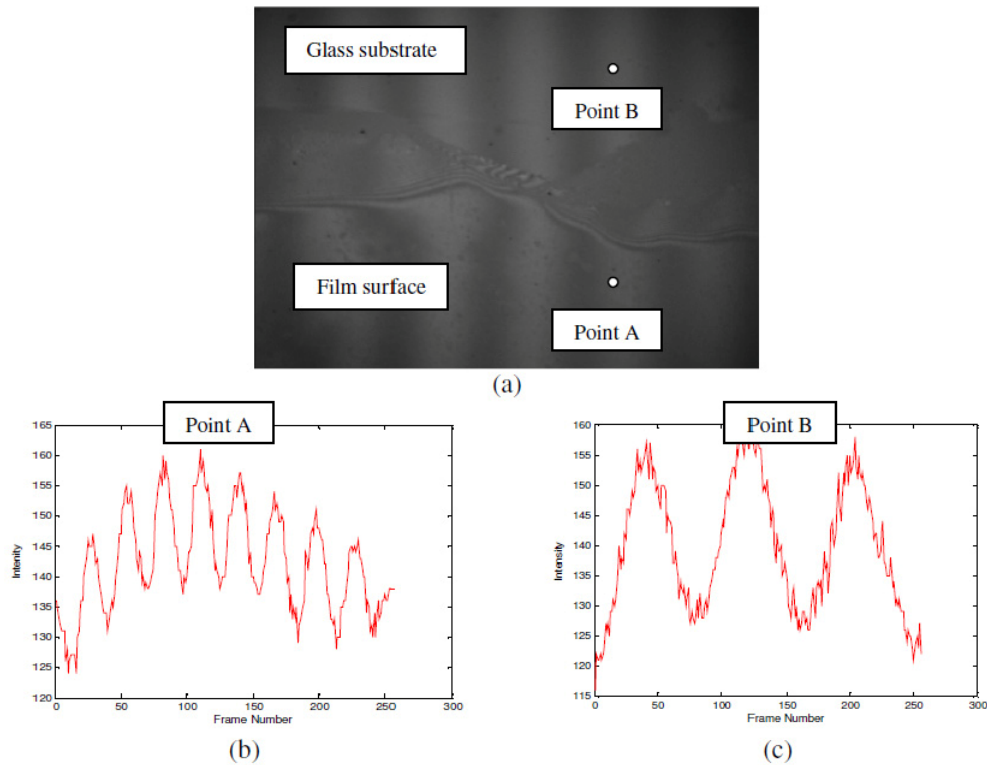 Glass substrate
Point B
Film surface
Point A
(a)
Point A
165
160
155
150
145
140
135
130
125
120
Intenity
0 50 100 150 200 250 300
Frame Number
(b)
Point B
160
155
150
145
140
135
130
125
120
115
Intensity
0 50 100 150 200 250 300
Frame Number
(c)